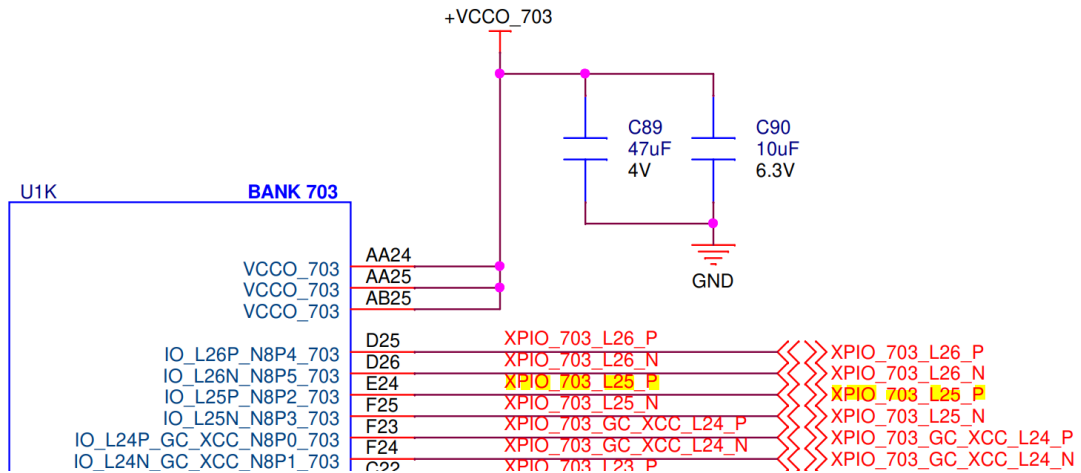 +VCCO_703
C89
47uF
4V
C90
10uF
6.3V
GND
U1K
BANK 703
VCCO_703 AA24
VCCO_703 AA25
VCCO_703 AB25
IO_L26P_N8P4_703 D25 XPIO_703_L26_P XPIO_703_L26_P
IO_L26N_N8P5_703 D26 XPIO_703_L26_N XPIO_703_L26_N
IO_L25P_N8P2_703 E24 XPIO_703_L25_P XPIO_703_L25_P
IO_L25N_N8P3_703 F25 XPIO_703_L25_N XPIO_703_L25_N
IO_L24P_GC_XCC_N8P0_703 F23 XPIO_703_GC_XCC_L24_P XPIO_703_GC_XCC_L24_P
IO_L24N_GC_XCC_N8P1_703 F24 XPIO_703_GC_XCC_L24_N XPIO_703_GC_XCC_L24_N
C22 XPIO_703_L23_P